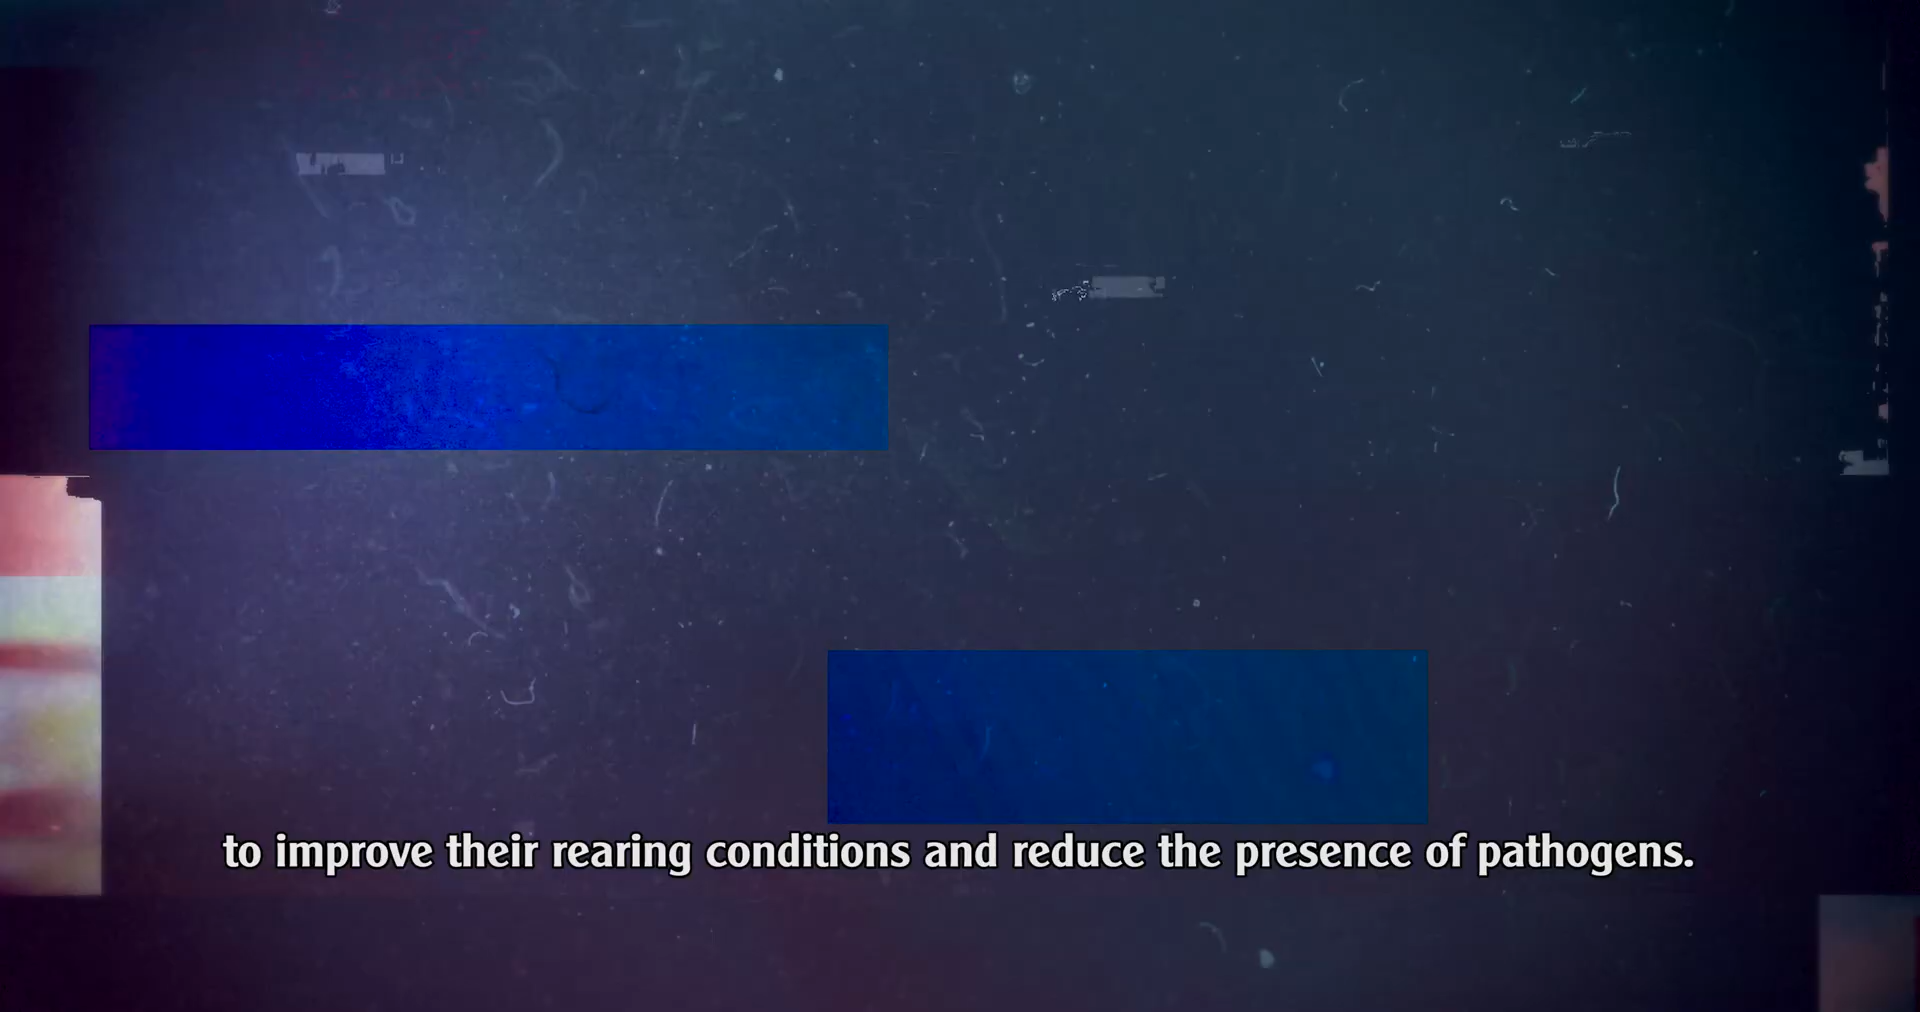 to improve their rearing conditions and reduce the presence of pathogens.